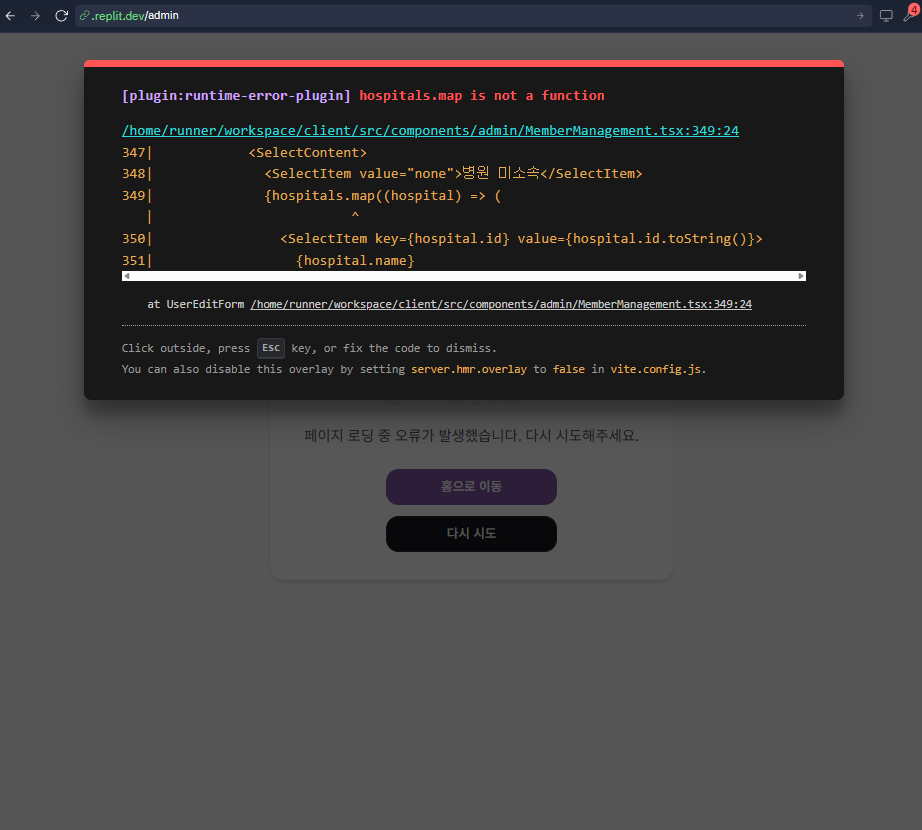 .replit.dev/admin
4
[plugin:runtime-error-plugin] hospitals.map is not a function
/home/runner/workspace/client/src/components/admin/MemberManagement.tsx:349:24
347|            <SelectContent>
348|              <SelectItem value="none">병원 미소속</SelectItem>
349|              {hospitals.map((hospital) => (
|                         ^
350|                <SelectItem key={hospital.id} value={hospital.id.toString()}>
351|                  {hospital.name}
at UserEditForm /home/runner/workspace/client/src/components/admin/MemberManagement.tsx:349:24
Click outside, press Esc key, or fix the code to dismiss.
You can also disable this overlay by setting server.hmr.overlay to false in vite.config.js.
페이지 로딩 중 오류가 발생했습니다. 다시 시도해주세요.
홈으로 이동
다시 시도